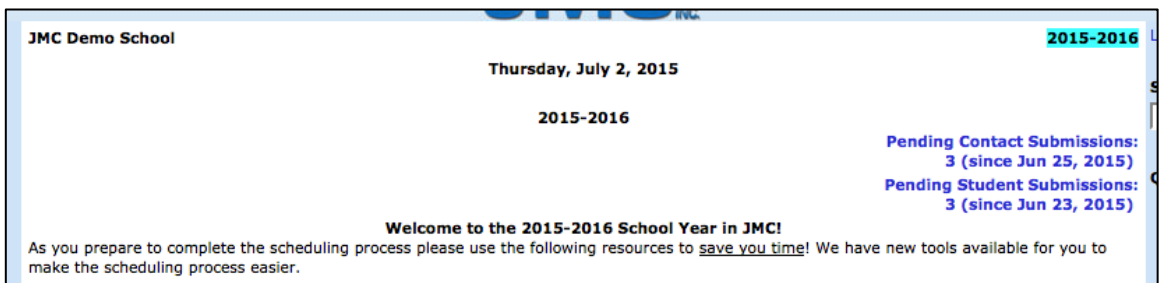 INC.
JMC Demo School 2015-2016
Thursday, July 2, 2015
2015-2016
Pending Contact Submissions:
3 (since Jun 25, 2015)
Pending Student Submissions:
3 (since Jun 23, 2015)
Welcome to the 2015-2016 School Year in JMC!
As you prepare to complete the scheduling process please use the following resources to save you time! We have new tools available for you to
make the scheduling process easier.